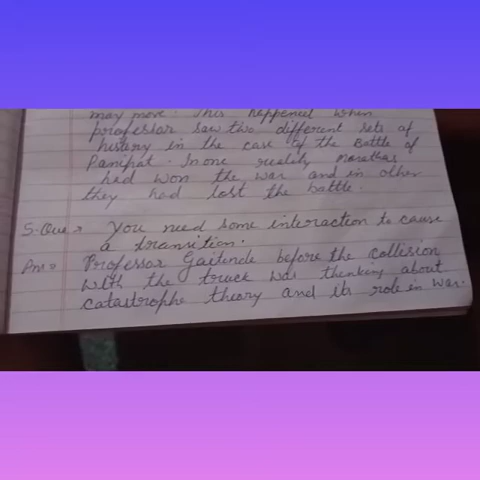 may move. This happened when
professor saw two different sets of
history in the case of the Battle of
Panipat. In one reality Marathas
had won the war and in other
they had lost the battle.
5. Que → You need some interaction to cause
a transition.
Ans → Professor Gaitende before the collision
with the truck was thinking about
catastrophe theory and its role in war.